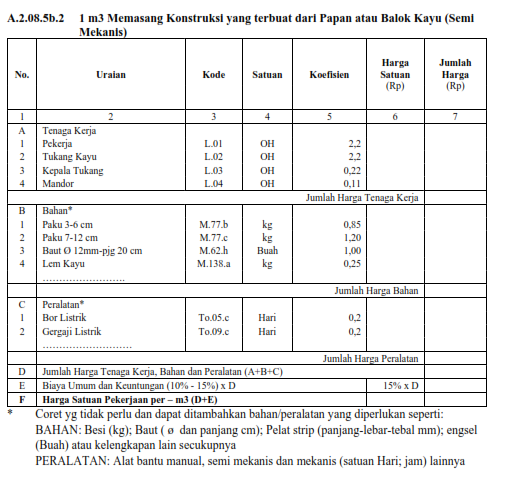 A.2.08.5b.2 1 m3 Memasang Konstruksi yang terbuat dari Papan atau Balok Kayu (Semi
Mekanis)
No. Uraian Kode Satuan Koefisien Harga Satuan (Rp) Jumlah Harga (Rp)
1 2 3 4 5 6 7
A Tenaga Kerja
1 Pekerja L.01 OH 2,2
2 Tukang Kayu L.02 OH 2,2
3 Kepala Tukang L.03 OH 0,22
4 Mandor L.04 OH 0,11
Jumlah Harga Tenaga Kerja
B Bahan*
1 Paku 3-6 cm M.77.b kg 0,85
2 Paku 7-12 cm M.77.c kg 1,20
3 Baut Ø 12mm-pjg 20 cm M.62.h Buah 1,00
4 Lem Kayu M.138.a kg 0,25
.........................
Jumlah Harga Bahan
C Peralatan*
1 Bor Listrik To.05.c Hari 0,2
2 Gergaji Listrik To.09.c Hari 0,2
...........................
Jumlah Harga Peralatan
D Jumlah Harga Tenaga Kerja, Bahan dan Peralatan (A+B+C)
E Biaya Umum dan Keuntungan (10% - 15%) x D 15% x D
F Harga Satuan Pekerjaan per – m3 (D+E)
* Coret yg tidak perlu dan dapat ditambahkan bahan/peralatan yang diperlukan seperti:
BAHAN: Besi (kg); Baut ( ø dan panjang cm); Pelat strip (panjang-lebar-tebal mm); engsel
(Buah) atau kelengkapan lain secukupnya
PERALATAN: Alat bantu manual, semi mekanis dan mekanis (satuan Hari; jam) lainnya